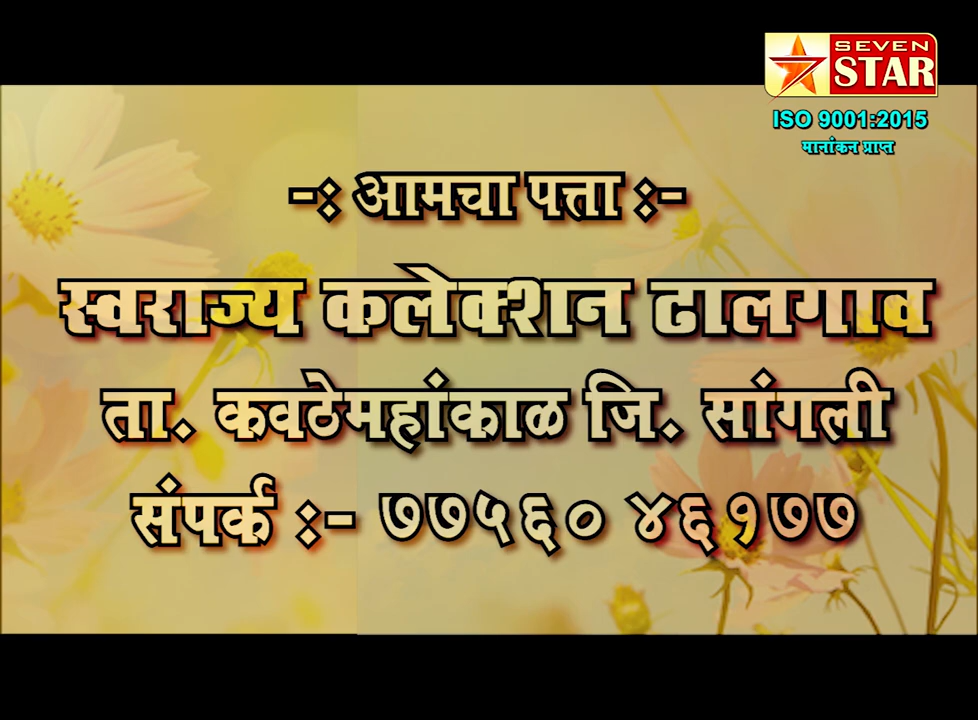 SEVEN
STAR
ISO 9001:2015
मानांकन प्राप्त
-: आमचा पत्ता :-
स्वराज्य कलेक्शन ढालगाव
ता. कवठेमहांकाळ जि. सांगली
संपर्क :- ७७५६० ४६१७७